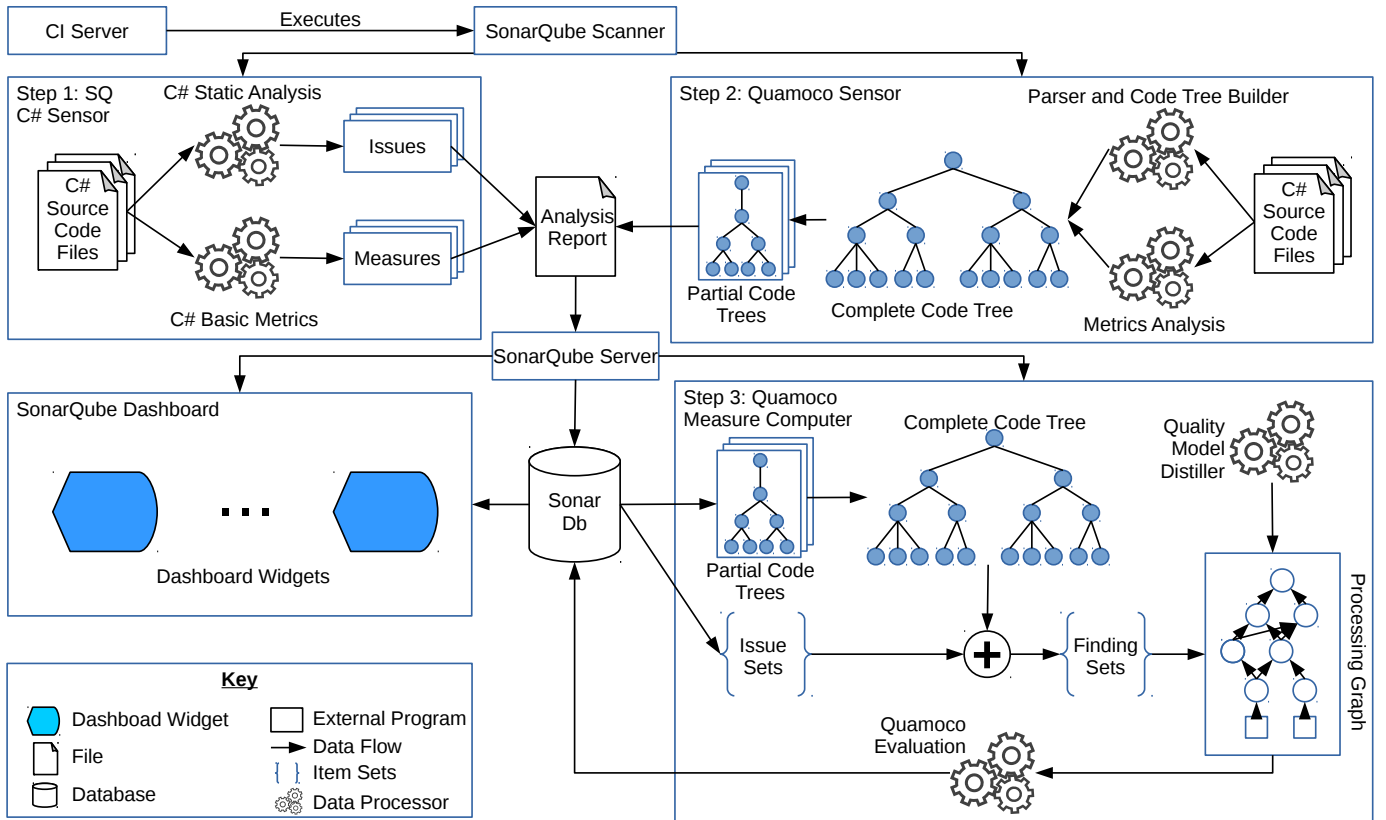 CI Server
Executes
SonarQube Scanner
Step 1: SQ
C# Sensor
C# Static Analysis
Issues
C#
Source
Code
Files
Measures
C# Basic Metrics
Analysis
Report
Step 2: Quamoco Sensor
Parser and Code Tree Builder
Partial Code
Trees
Complete Code Tree
Metrics Analysis
C#
Source
Code
Files
SonarQube Server
SonarQube Dashboard
...
Dashboard Widgets
Sonar
Db
Step 3: Quamoco
Measure Computer
Complete Code Tree
Quality
Model
Distiller
Partial Code
Trees
Issue
Sets
+
Finding
Sets
Processing Graph
Quamoco
Evaluation
Key
Dashboad Widget
File
Database
External Program
Data Flow
{ } Item Sets
Data Processor